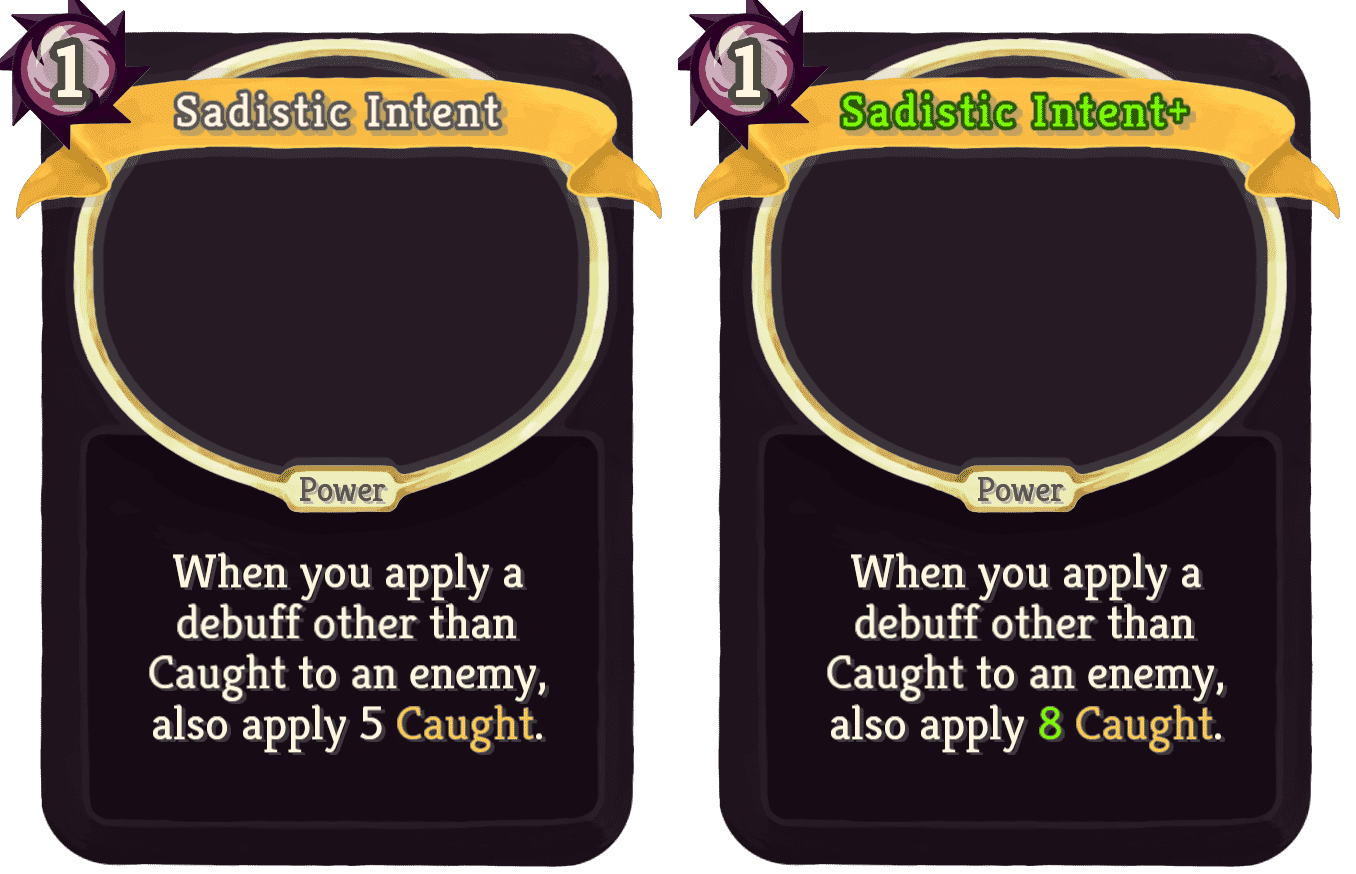 1
Sadistic Intent
Power
When you apply a
debuff other than
Caught to an enemy,
also apply 5 Caught.
1
Sadistic Intent+
Power
When you apply a
debuff other than
Caught to an enemy,
also apply 8 Caught.